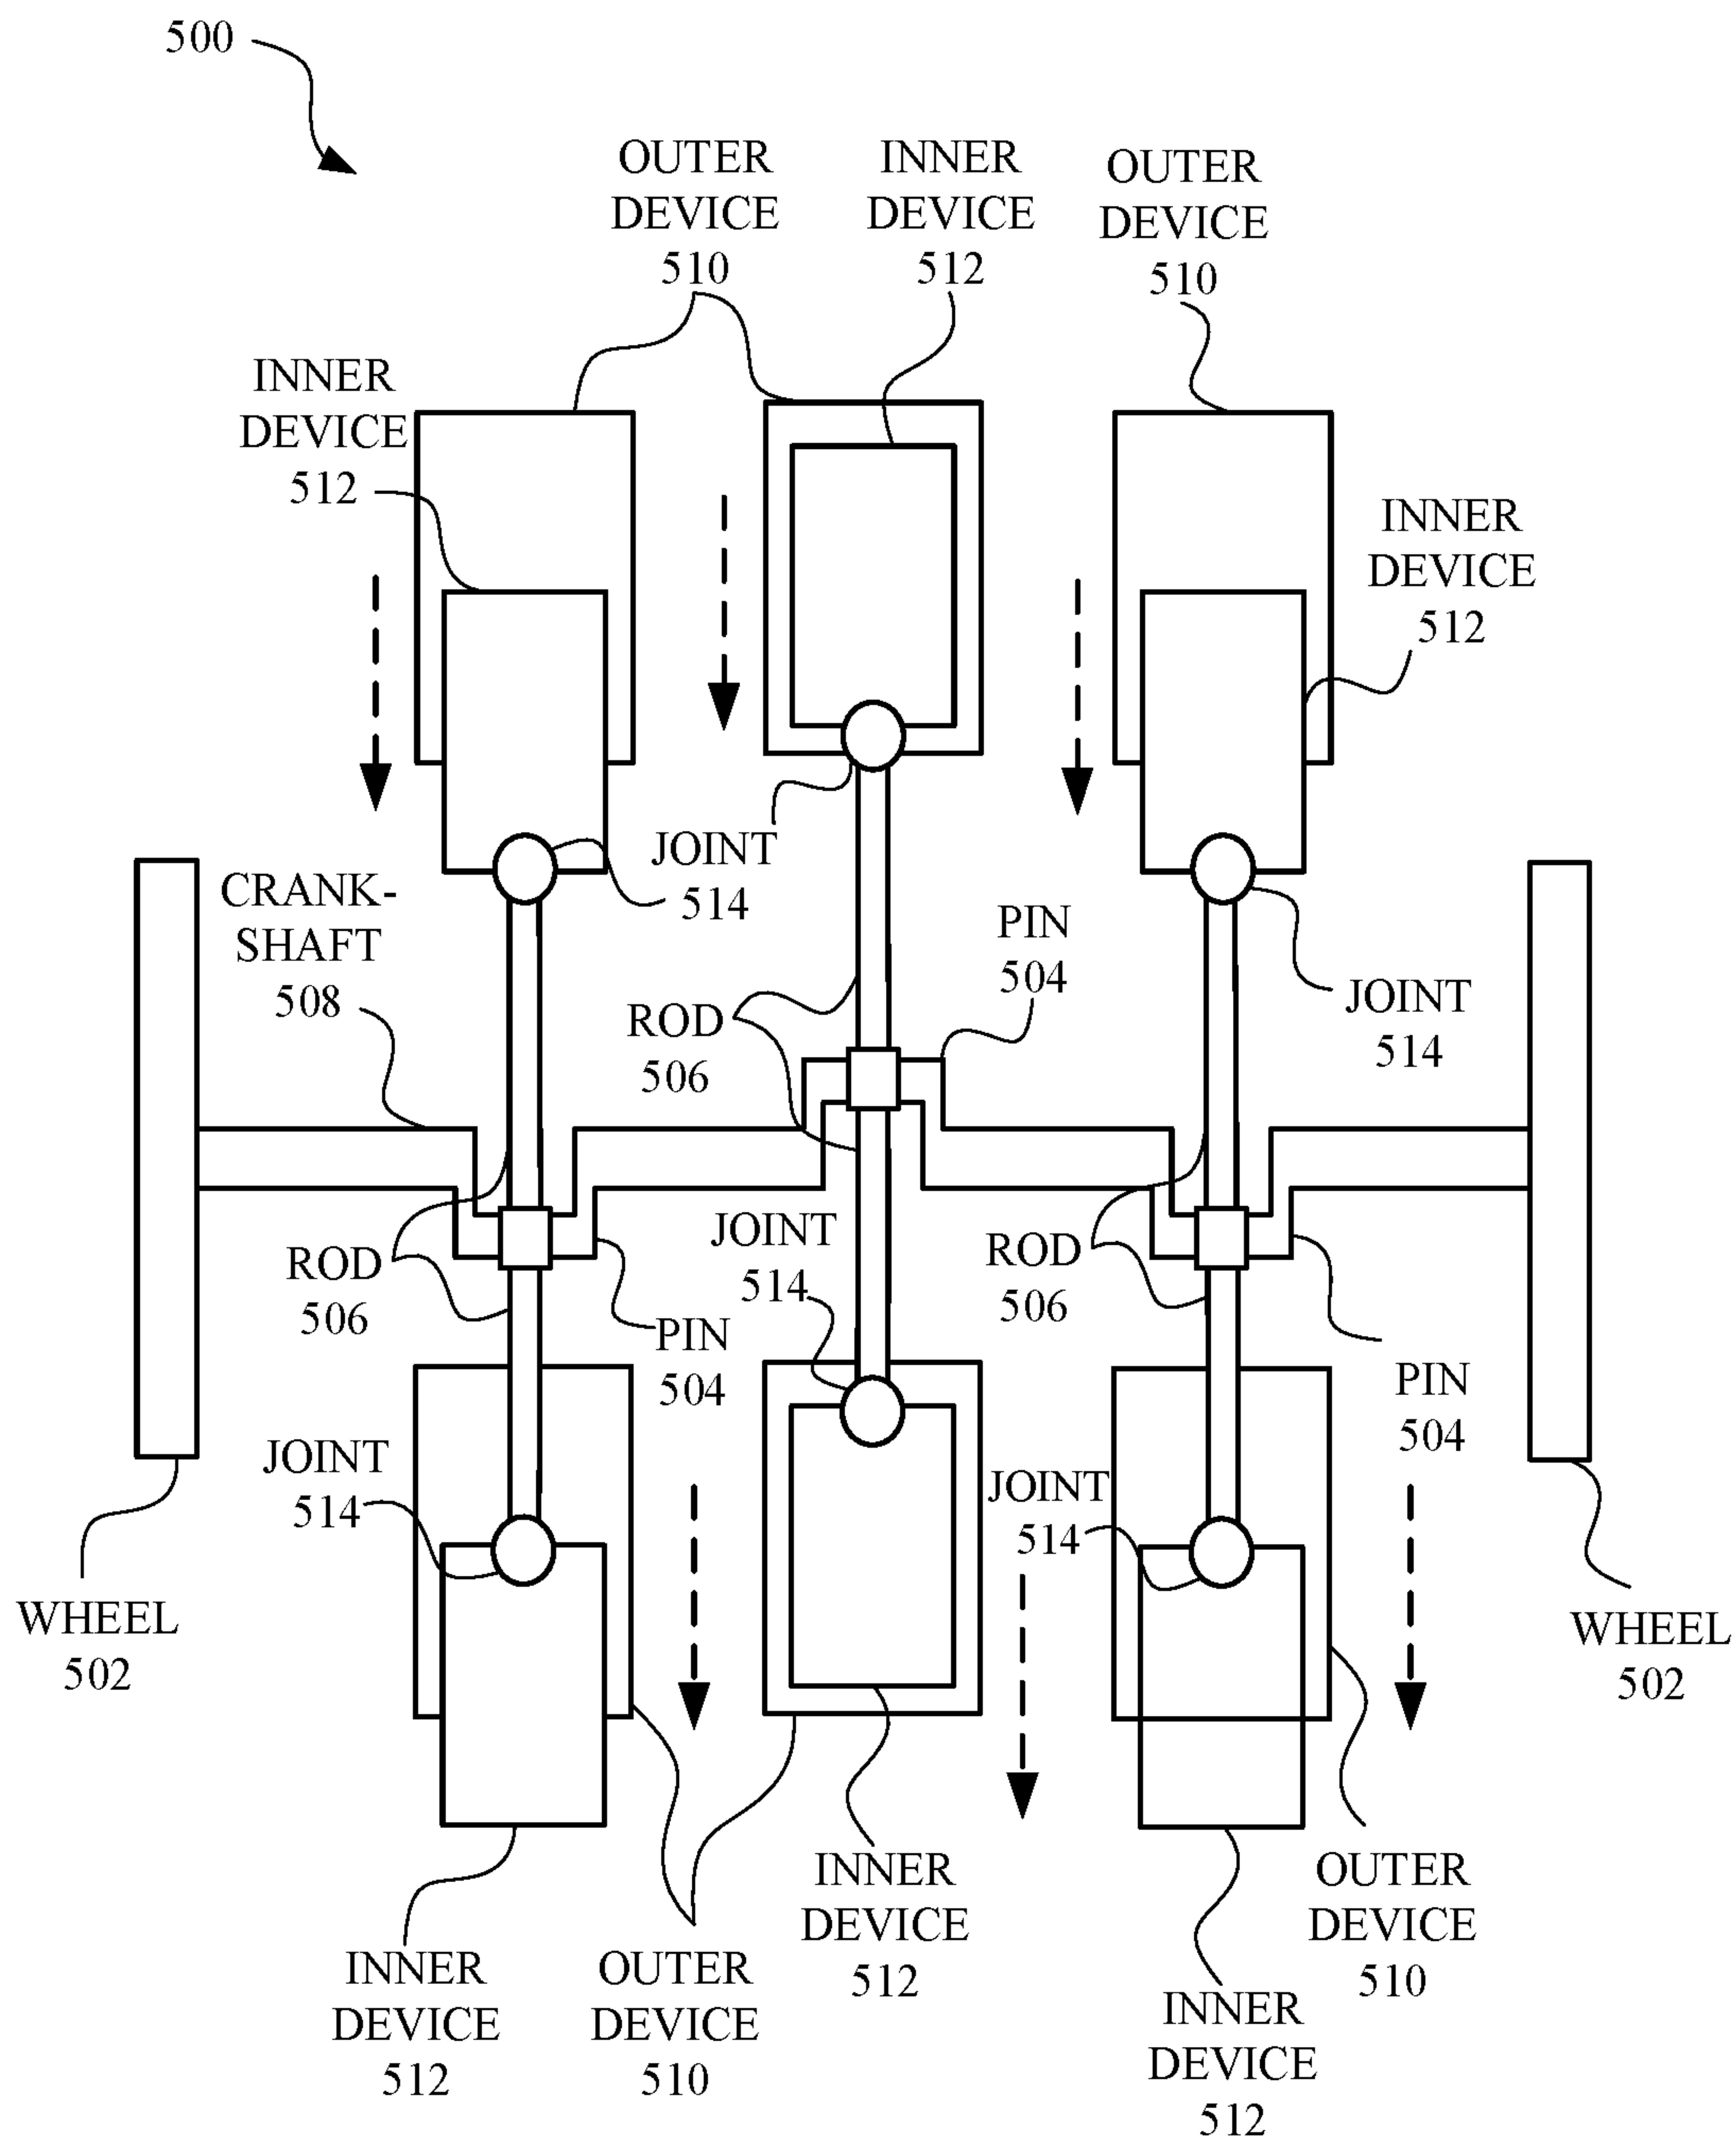 500
OUTER
DEVICE
510
INNER
DEVICE
512
OUTER
DEVICE
510
INNER
DEVICE
512
INNER
DEVICE
512
JOINT
514
CRANK-
SHAFT
508
PIN
504
JOINT
514
ROD
506
JOINT
514
ROD
506
ROD
506
PIN
504
PIN
504
JOINT
514
JOINT
514
WHEEL
502
WHEEL
502
INNER
DEVICE
512
OUTER
DEVICE
510
INNER
DEVICE
512
OUTER
DEVICE
510
INNER
DEVICE
512